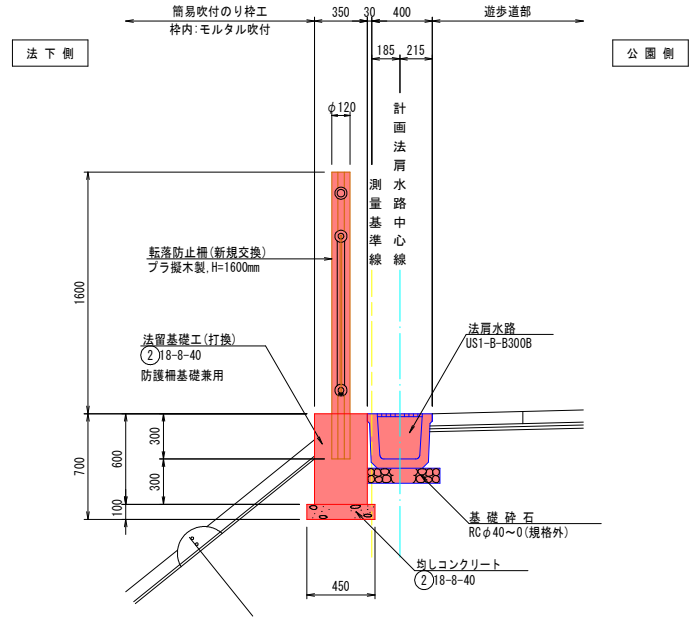 簡易吹付のり枠工
枠内:モルタル吹付
350
30
400
遊歩道部
185
215
法下側
公園側
φ120
計画法肩水路中心線
測量基準線
転落防止柵(新規交換)
プラ擬木製,H=1600mm
1600
法留基礎工(打換)
②18-8-40
防護柵基礎兼用
法肩水路
US1-B-B300B
700
600
100
300
300
基礎砕石
RCφ40~0(規格外)
均しコンクリート
②18-8-40
450